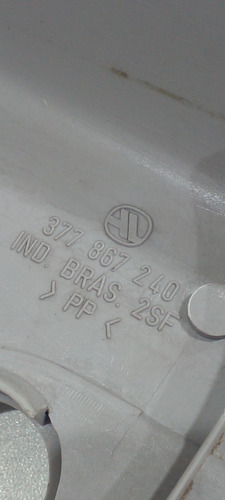 377 867 240
IND. BRAS. 2SF
> PP <